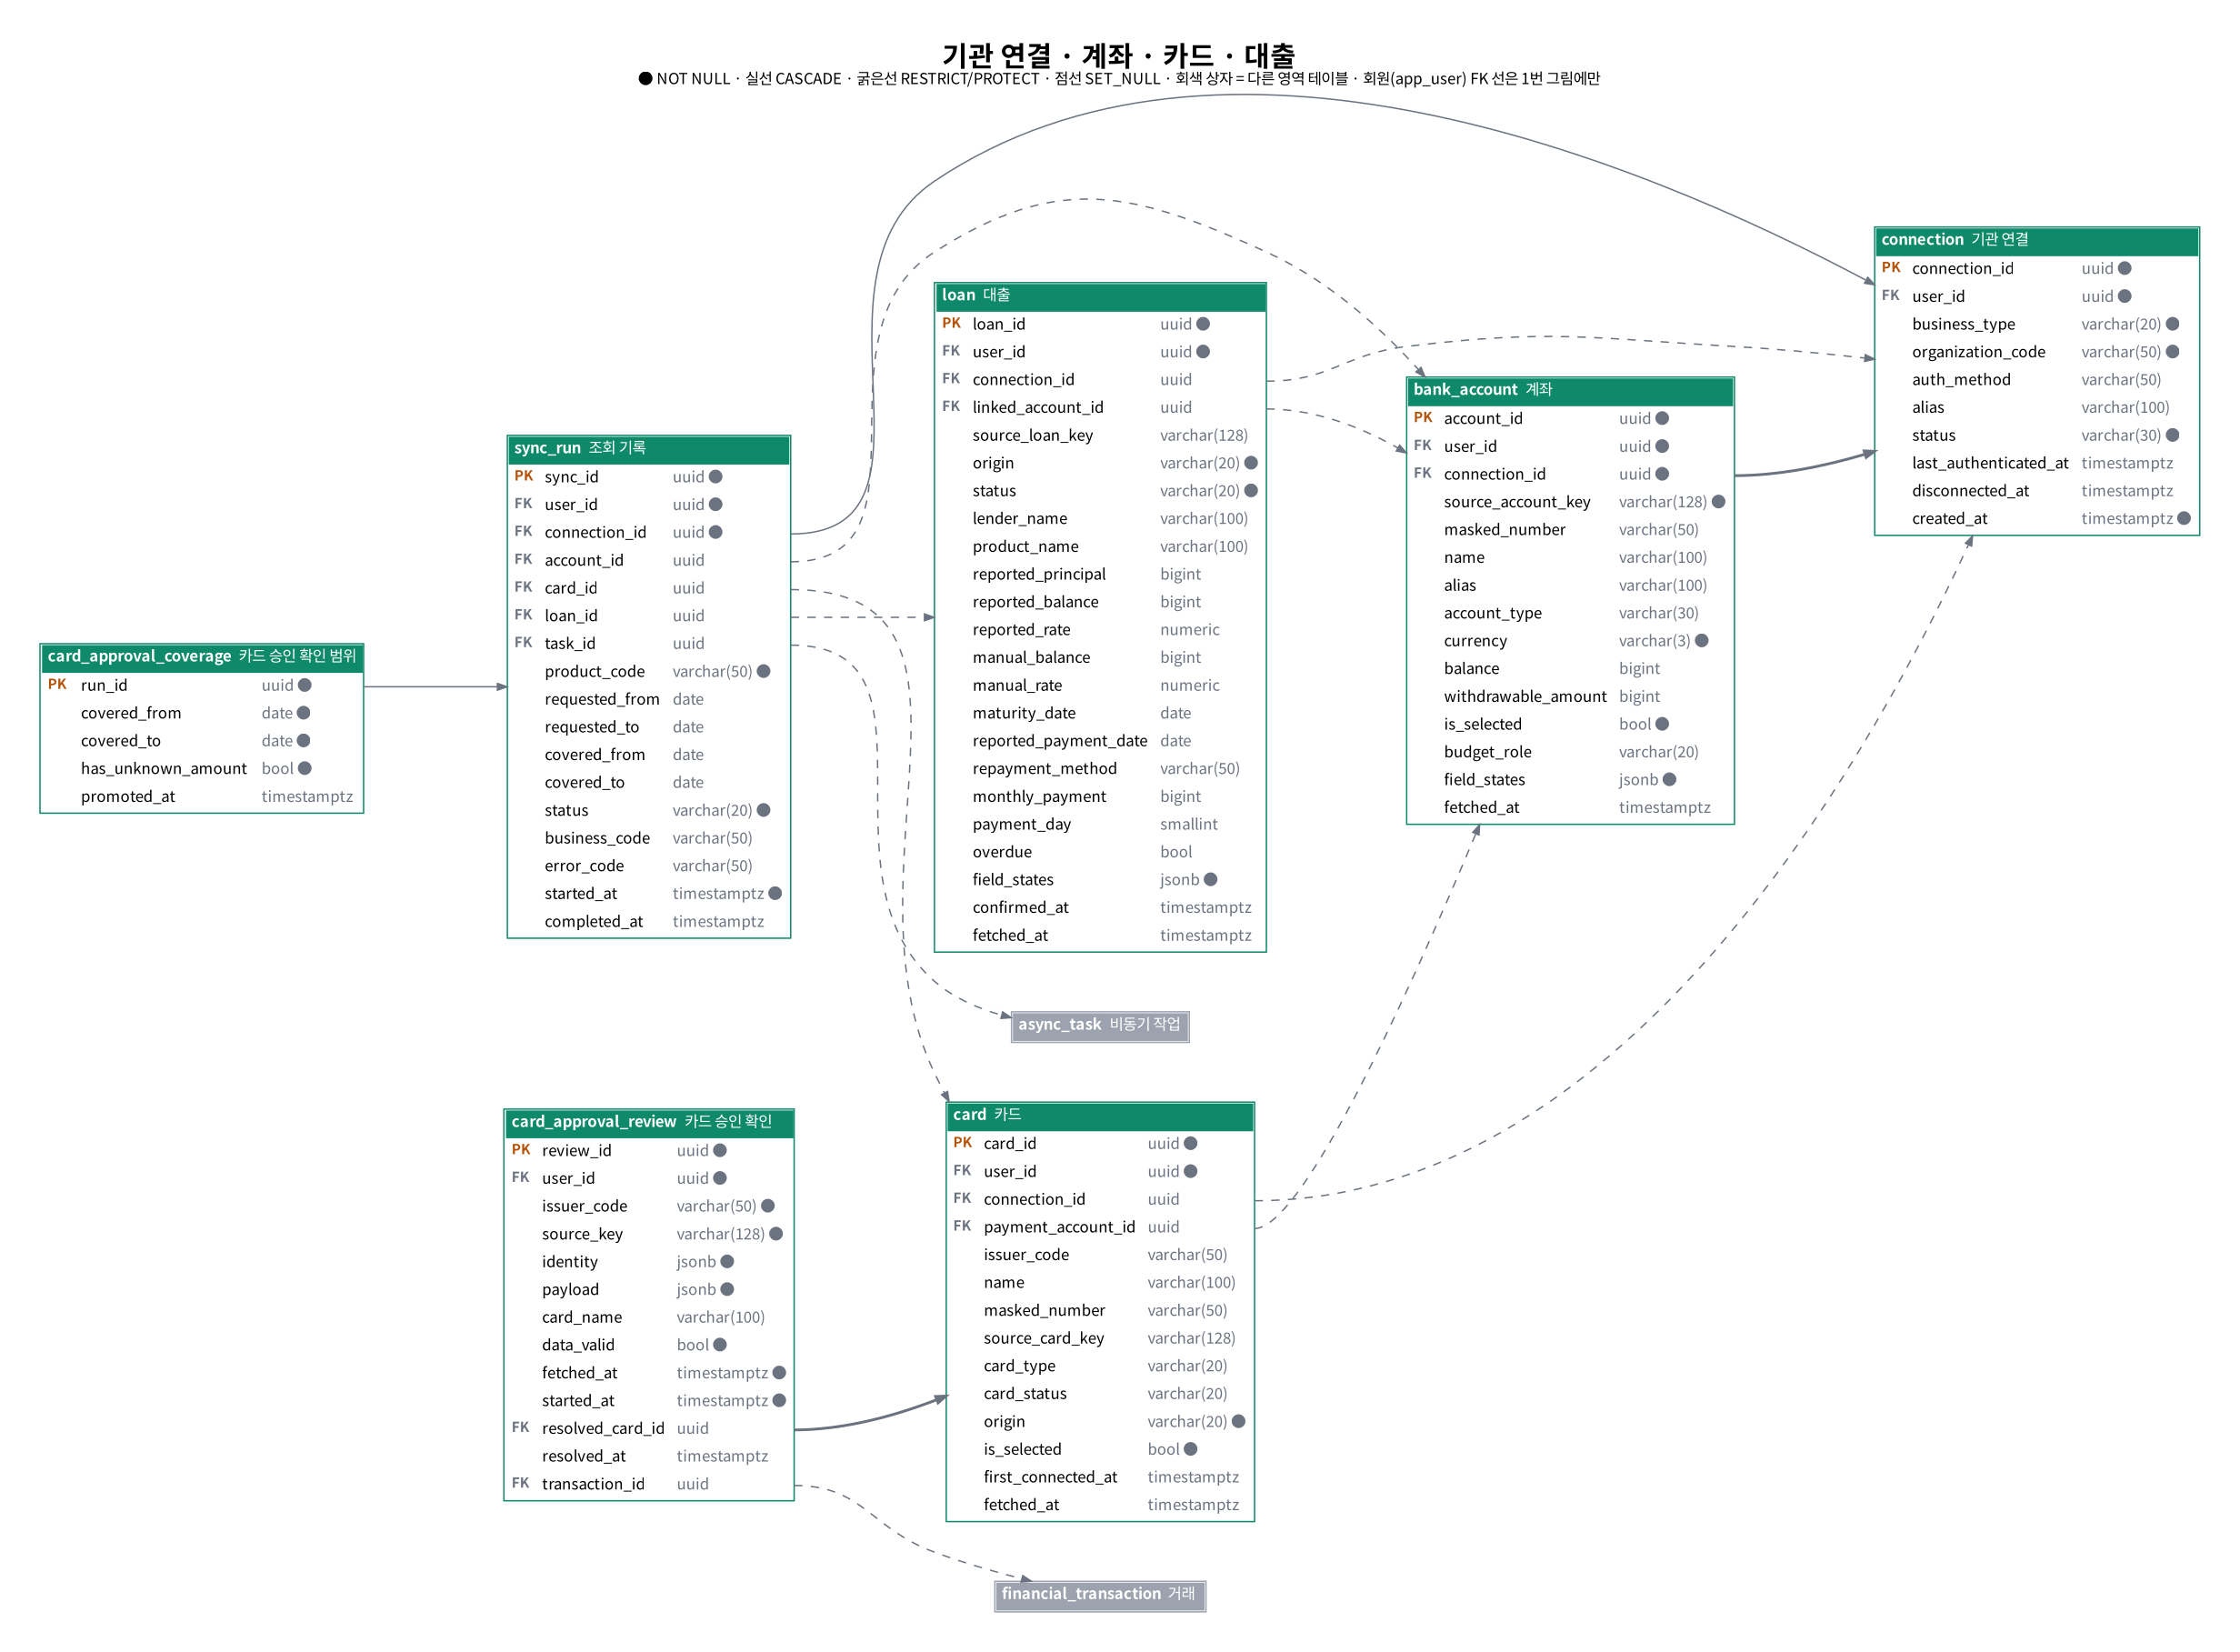 기관 연결 · 계좌 · 카드 · 대출
● NOT NULL · 실선 CASCADE · 굵은선 RESTRICT/PROTECT · 점선 SET_NULL · 회색 상자 = 다른 영역 테이블 · 회원(app_user) FK 선은 1번 그림에만
card_approval_coverage 카드 승인 확인 범위
PK run_id uuid ●
covered_from date ●
covered_to date ●
has_unknown_amount bool ●
promoted_at timestamptz
sync_run 조회 기록
PK sync_id uuid ●
FK user_id uuid ●
FK connection_id uuid ●
FK account_id uuid
FK card_id uuid
FK loan_id uuid
FK task_id uuid
product_code varchar(50) ●
requested_from date
requested_to date
covered_from date
covered_to date
status varchar(20) ●
business_code varchar(50)
error_code varchar(50)
started_at timestamptz ●
completed_at timestamptz
loan 대출
PK loan_id uuid ●
FK user_id uuid ●
FK connection_id uuid
FK linked_account_id uuid
source_loan_key varchar(128)
origin varchar(20) ●
status varchar(20) ●
lender_name varchar(100)
product_name varchar(100)
reported_principal bigint
reported_balance bigint
reported_rate numeric
manual_balance bigint
manual_rate numeric
maturity_date date
reported_payment_date date
repayment_method varchar(50)
monthly_payment bigint
payment_day smallint
overdue bool
field_states jsonb ●
confirmed_at timestamptz
fetched_at timestamptz
bank_account 계좌
PK account_id uuid ●
FK user_id uuid ●
FK connection_id uuid ●
source_account_key varchar(128) ●
masked_number varchar(50)
name varchar(100)
alias varchar(100)
account_type varchar(30)
currency varchar(3) ●
balance bigint
withdrawable_amount bigint
is_selected bool ●
budget_role varchar(20)
field_states jsonb ●
fetched_at timestamptz
connection 기관 연결
PK connection_id uuid ●
FK user_id uuid ●
business_type varchar(20) ●
organization_code varchar(50) ●
auth_method varchar(50)
alias varchar(100)
status varchar(30) ●
last_authenticated_at timestamptz
disconnected_at timestamptz
created_at timestamptz ●
async_task 비동기 작업
card_approval_review 카드 승인 확인
PK review_id uuid ●
FK user_id uuid ●
issuer_code varchar(50) ●
source_key varchar(128) ●
identity jsonb ●
payload jsonb ●
card_name varchar(100)
data_valid bool ●
fetched_at timestamptz ●
started_at timestamptz ●
FK resolved_card_id uuid
resolved_at timestamptz
FK transaction_id uuid
card 카드
PK card_id uuid ●
FK user_id uuid ●
FK connection_id uuid
FK payment_account_id uuid
issuer_code varchar(50)
name varchar(100)
masked_number varchar(50)
source_card_key varchar(128)
card_type varchar(20)
card_status varchar(20)
origin varchar(20) ●
is_selected bool ●
first_connected_at timestamptz
fetched_at timestamptz
financial_transaction 거래